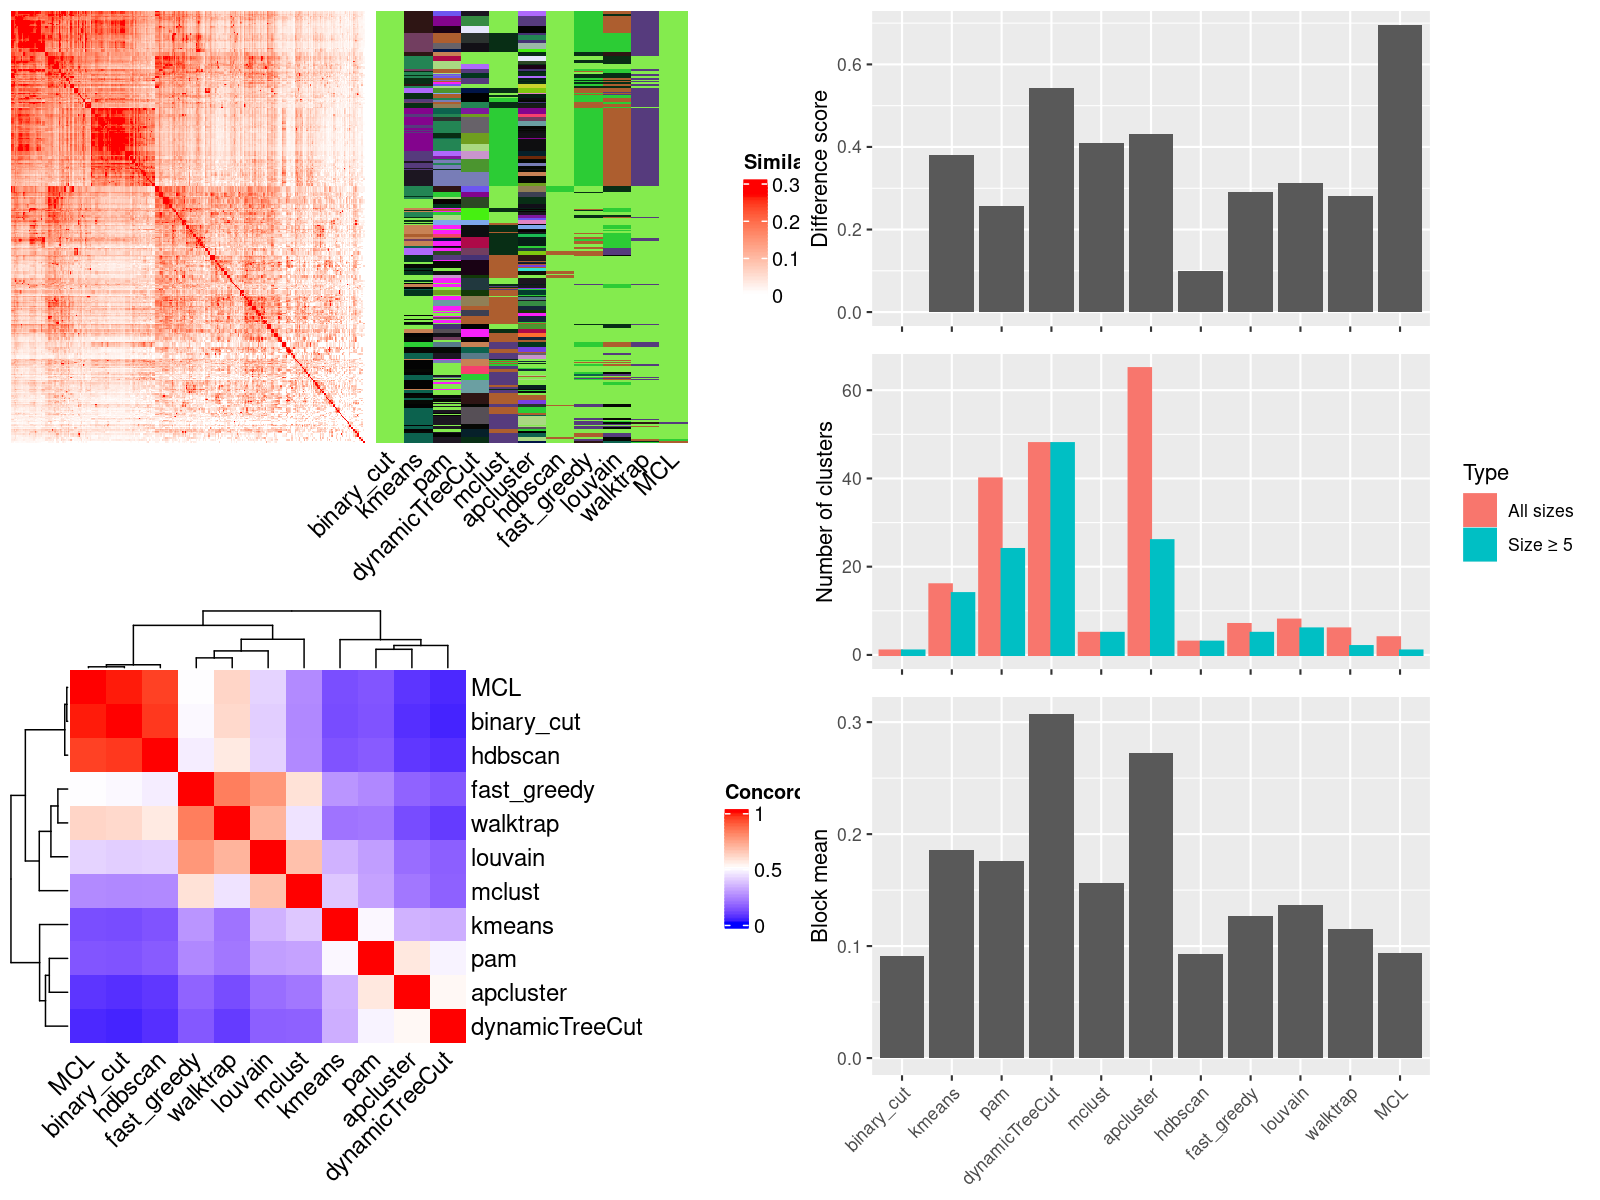 Simila
0.3
0.2
0.1
0
binary_cut
kmeans
pam
dynamicTreeCut
mclust
apcluster
hdbscan
fast_greedy
louvain
walktrap
MCL
MCL
binary_cut
hdbscan
fast_greedy
walktrap
louvain
mclust
kmeans
pam
apcluster
dynamicTreeCut
MCL
binary_cut
hdbscan
fast_greedy
walktrap
louvain
mclust
kmeans
pam
apcluster
dynamicTreeCut
Concord
1
0.5
0
Difference score
0.6
0.4
0.2
0.0
Number of clusters
60
40
20
0
Type
All sizes
Size ≥ 5
Block mean
0.3
0.2
0.1
0.0
binary_cut
kmeans
pam
dynamicTreeCut
mclust
apcluster
hdbscan
fast_greedy
louvain
walktrap
MCL